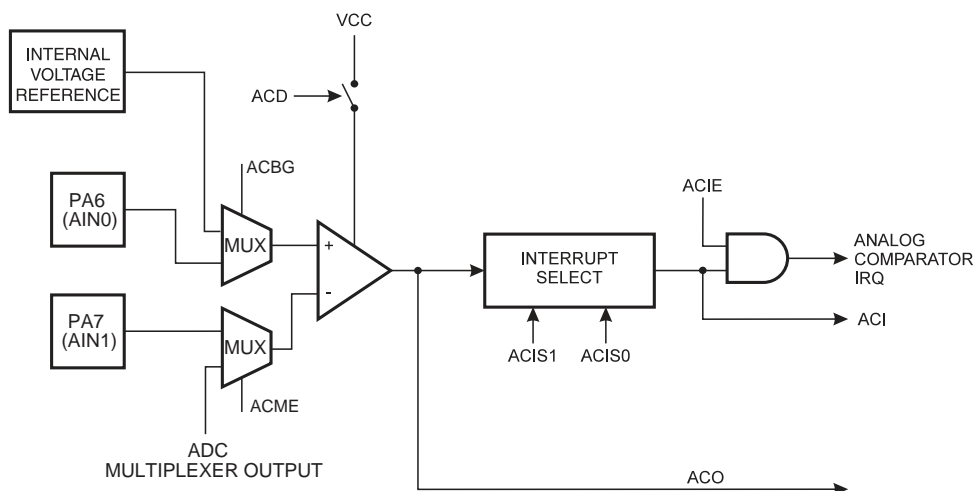 VCC
INTERNAL
VOLTAGE
REFERENCE
ACD
ACBG
ACIE
PA6
(AIN0)
MUX
+
-
INTERRUPT
SELECT
ANALOG
COMPARATOR
IRQ
PA7
(AIN1)
MUX
ACI
ACIS1
ACIS0
ACME
ADC
MULTIPLEXER OUTPUT
ACO